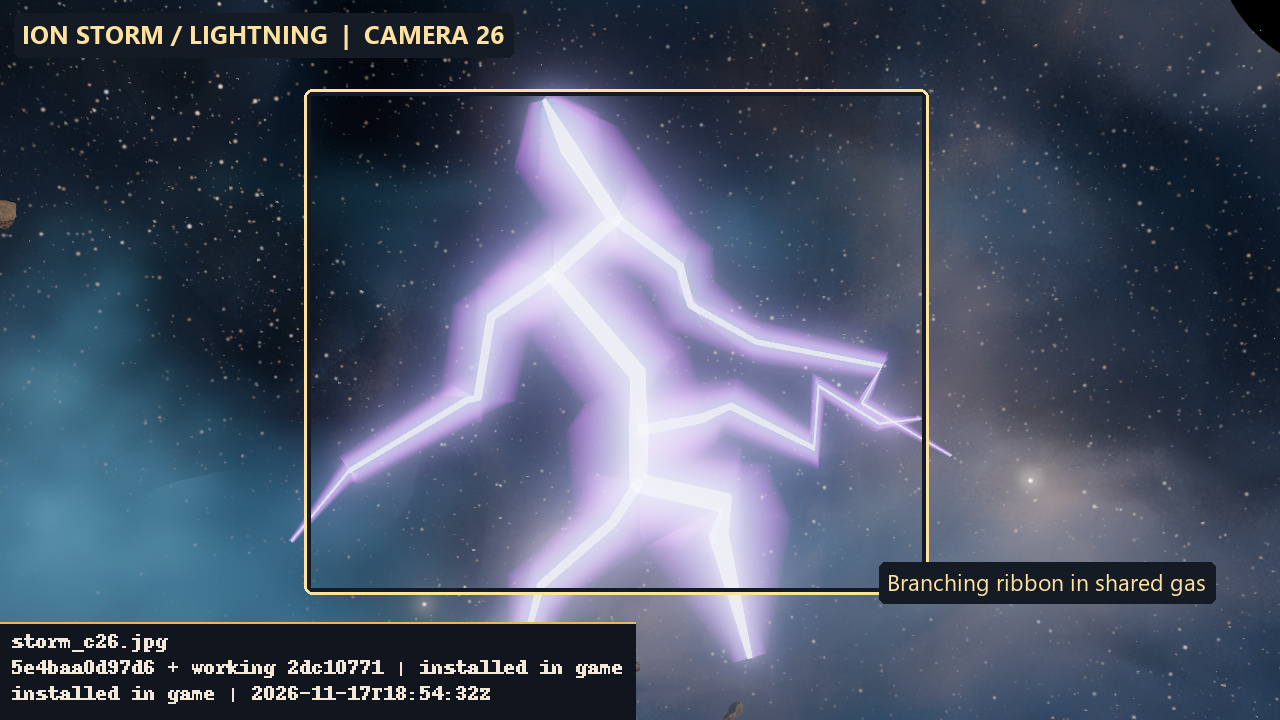 ION STORM / LIGHTNING | CAMERA 26
Branching ribbon in shared gas
storm_c26.jpg
5e4baa0d97d6 + working 2dc10771 | installed in game
installed in game | 2026-11-17T18:54:32Z